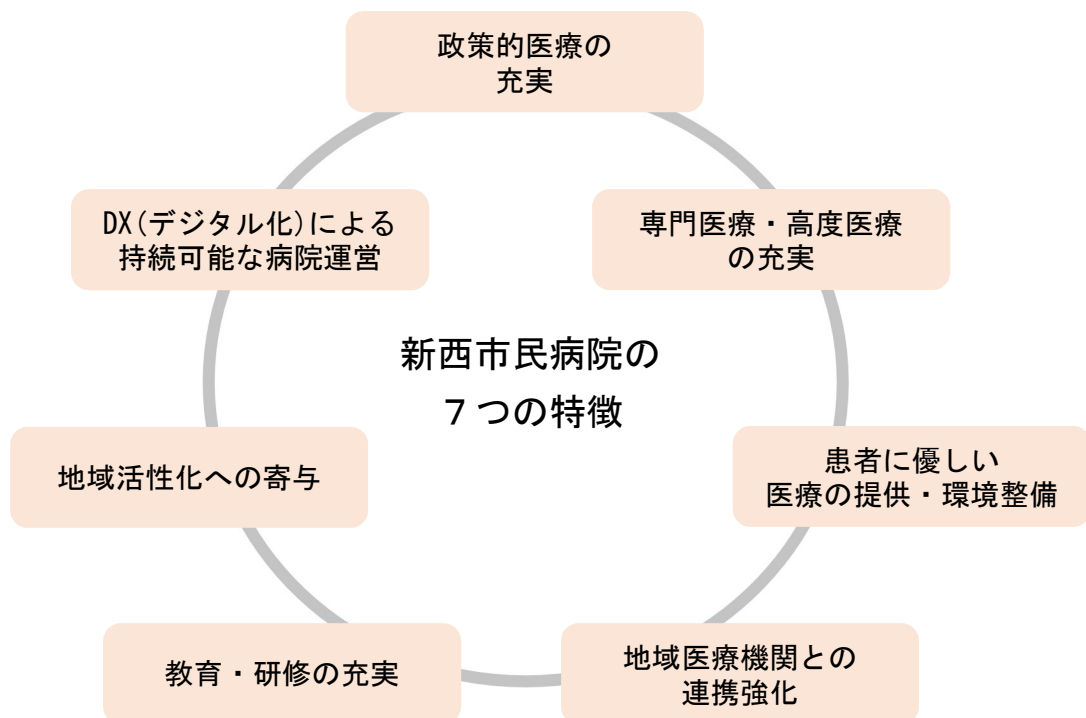 政策的医療の
充実
DX(デジタル化)による
持続可能な病院運営
専門医療・高度医療
の充実
新西市民病院の
７つの特徴
地域活性化への寄与
患者に優しい
医療の提供・環境整備
教育・研修の充実
地域医療機関との
連携強化